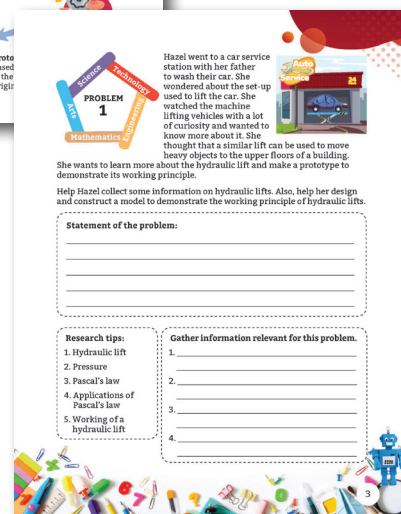 roto
used
the
rigin
Science
Technology
Engineering
Mathematics
Arts
PROBLEM
1
Hazel went to a car service
station with her father
to wash their car. She
wondered about the set-up
used to lift the car. She
watched the machine
lifting vehicles with a lot
of curiosity and wanted to
know more about it. She
thought that a similar lift can be used to move
heavy objects to the upper floors of a building.
She wants to learn more about the hydraulic lift and make a prototype to
demonstrate its working principle.
Auto
Service
24
Help Hazel collect some information on hydraulic lifts. Also, help her design
and construct a model to demonstrate the working principle of hydraulic lifts.
Statement of the problem:
Research tips:
1. Hydraulic lift
2. Pressure
3. Pascal's law
4. Applications of
Pascal's law
5. Working of a
hydraulic lift
Gather information relevant for this problem.
1.
2.
3.
4.
3